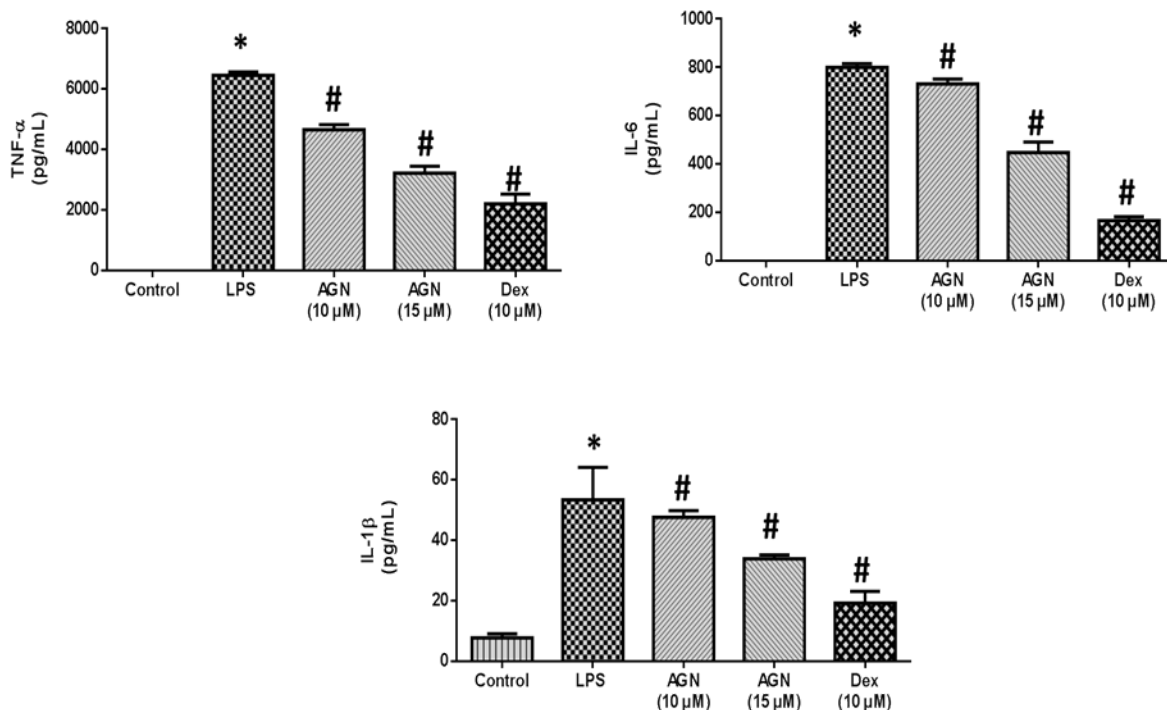 TNF-α
(pg/mL)
8000
6000
4000
2000
0
*
#
#
#
Control LPS AGN AGN Dex
(10 µM) (15 µM) (10 µM)
IL-6
(pg/mL)
1000
800
600
400
200
0
*
#
#
#
Control LPS AGN AGN Dex
(10 µM) (15 µM) (10 µM)
IL-1β
(pg/mL)
80
60
40
20
0
*
#
#
#
Control LPS AGN AGN Dex
(10 µM) (15 µM) (10 µM)